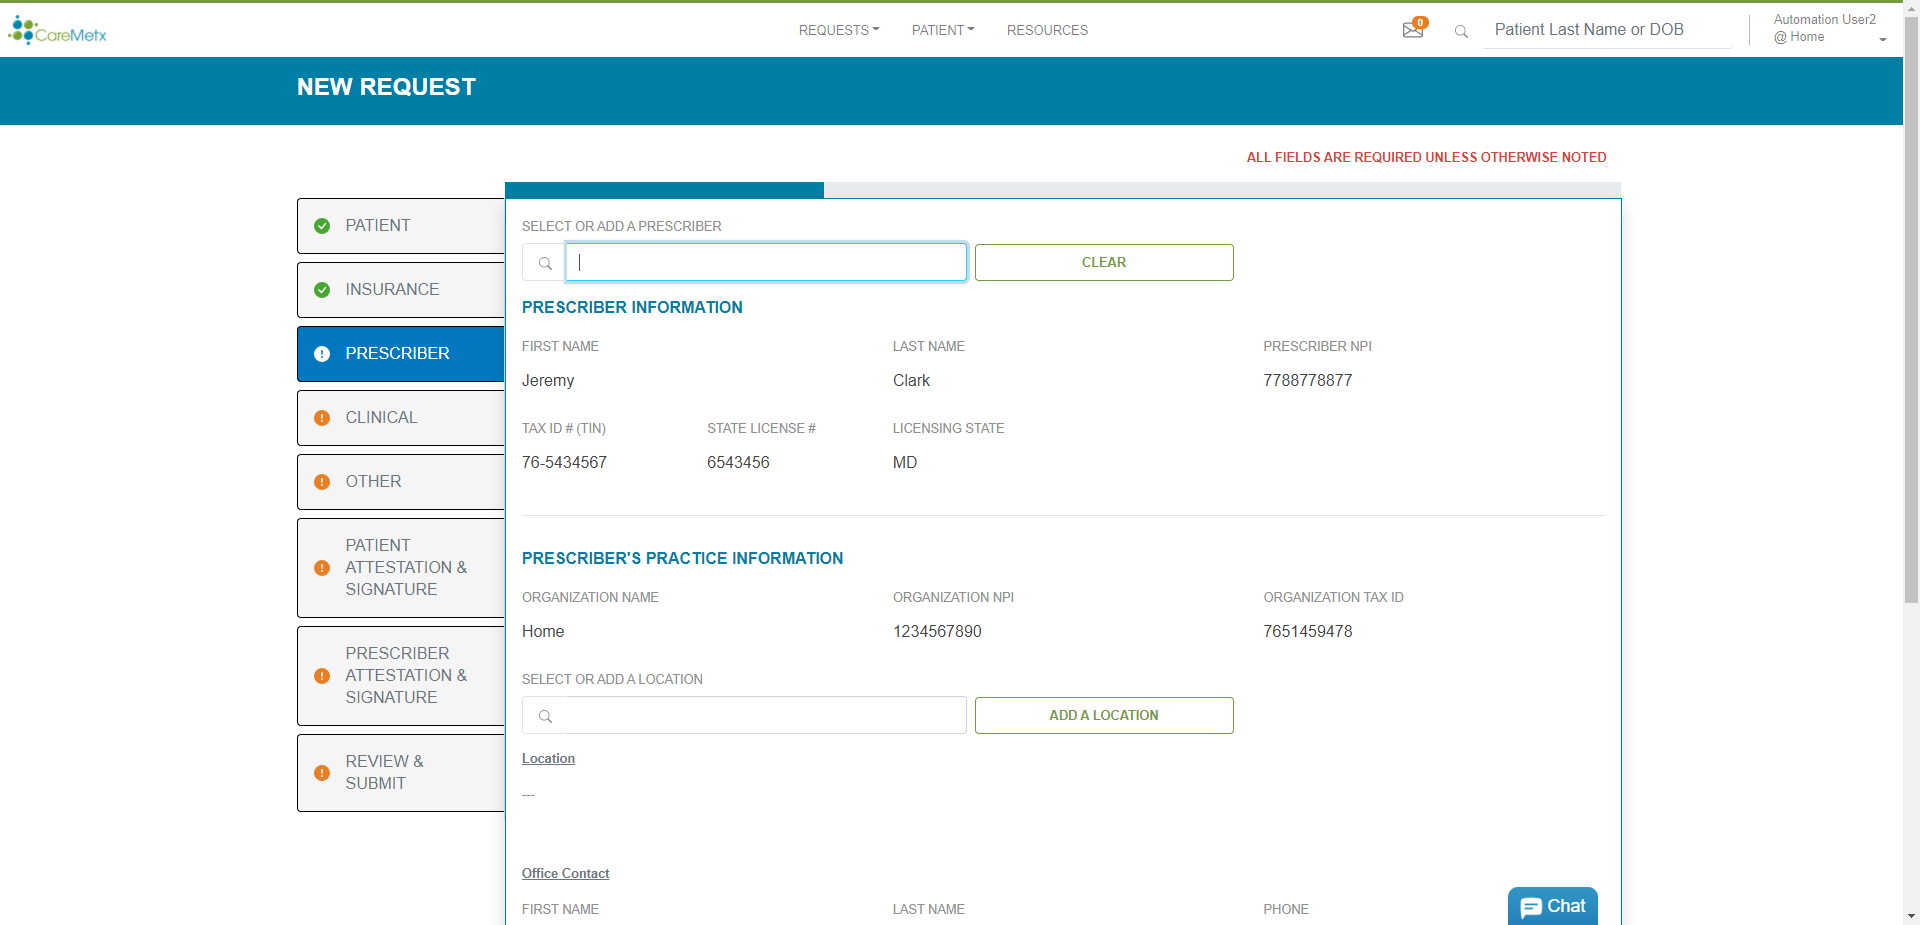 CareMetx
REQUESTS
PATIENT
RESOURCES
0
Patient Last Name or DOB
Automation User2
@ Home
NEW REQUEST
ALL FIELDS ARE REQUIRED UNLESS OTHERWISE NOTED
PATIENT
INSURANCE
PRESCRIBER
CLINICAL
OTHER
PATIENT
ATTESTATION &
SIGNATURE
PRESCRIBER
ATTESTATION &
SIGNATURE
REVIEW &
SUBMIT
SELECT OR ADD A PRESCRIBER
CLEAR
PRESCRIBER INFORMATION
FIRST NAME LAST NAME PRESCRIBER NPI
Jeremy Clark 7788778877
TAX ID # (TIN) STATE LICENSE # LICENSING STATE
76-5434567 6543456 MD
PRESCRIBER'S PRACTICE INFORMATION
ORGANIZATION NAME ORGANIZATION NPI ORGANIZATION TAX ID
Home 1234567890 7651459478
SELECT OR ADD A LOCATION
ADD A LOCATION
Location
---
Office Contact
FIRST NAME LAST NAME PHONE
Chat